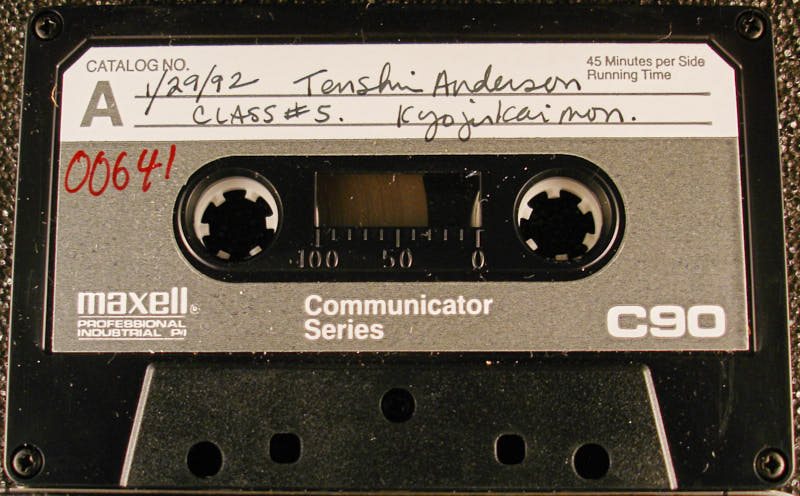 CATALOG NO.
45 Minutes per Side
Running Time
A
1/29/92 Tenshin Anderson
CLASS #5. Kyojukaimon.
00641
100 50 0
maxell
PROFESSIONAL
INDUSTRIAL P/I
Communicator
Series
C90